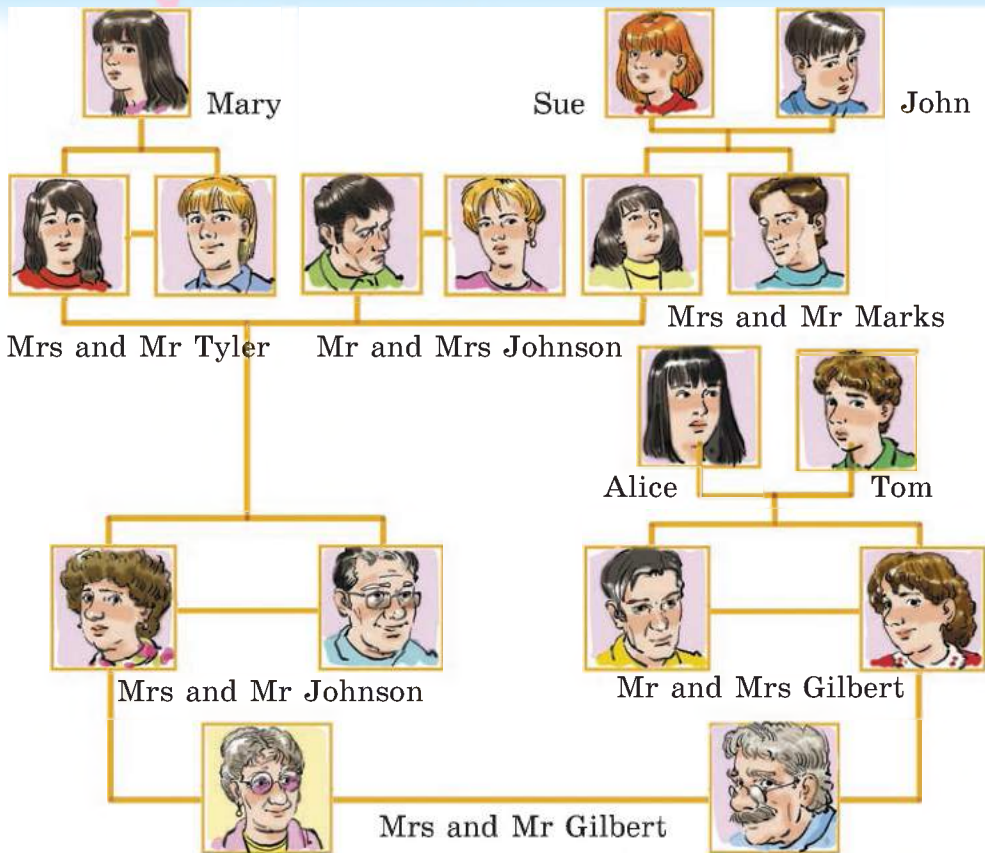 Mary
Sue
John
Mrs and Mr Tyler
Mr and Mrs Johnson
Mrs and Mr Marks
Alice
Tom
Mrs and Mr Johnson
Mr and Mrs Gilbert
Mrs and Mr Gilbert